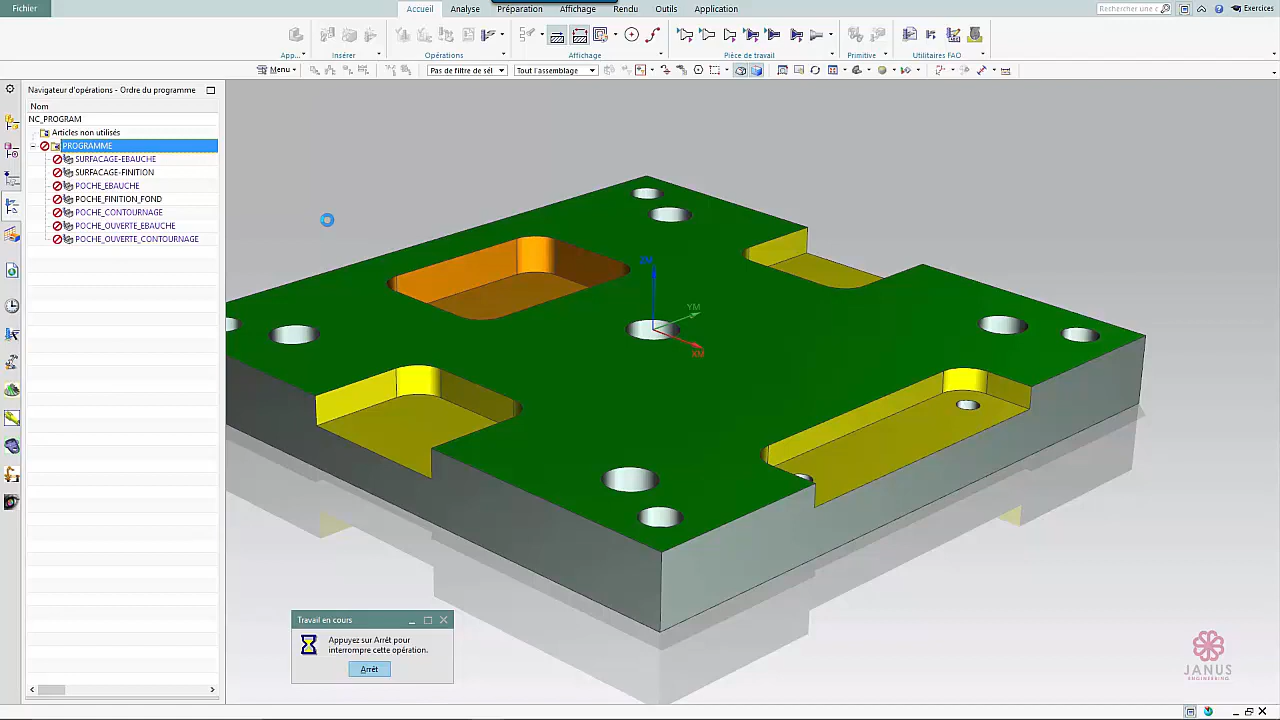 Fichier
Accueil
Analyse
Préparation
Affichage
Rendu
Outils
Application
Rechercher une c
Exercices
App...
Insérer
Opérations
Affichage
Pièce de travail
Primitive
Utilitaires FAO
Menu
Pas de filtre de sél
Tout l'assemblage
Navigateur d'opérations - Ordre du programme
Nom
NC_PROGRAM
Articles non utilisés
PROGRAMME
SURFACAGE-EBAUCHE
SURFACAGE-FINITION
POCHE_EBAUCHE
POCHE_FINITION_FOND
POCHE_CONTOURNAGE
POCHE_OUVERTE_EBAUCHE
POCHE_OUVERTE_CONTOURNAGE
ZM
YM
XM
Travail en cours
Appuyez sur Arrêt pour
interrompre cette opération.
Arrêt
JANUS
ENGINEERING